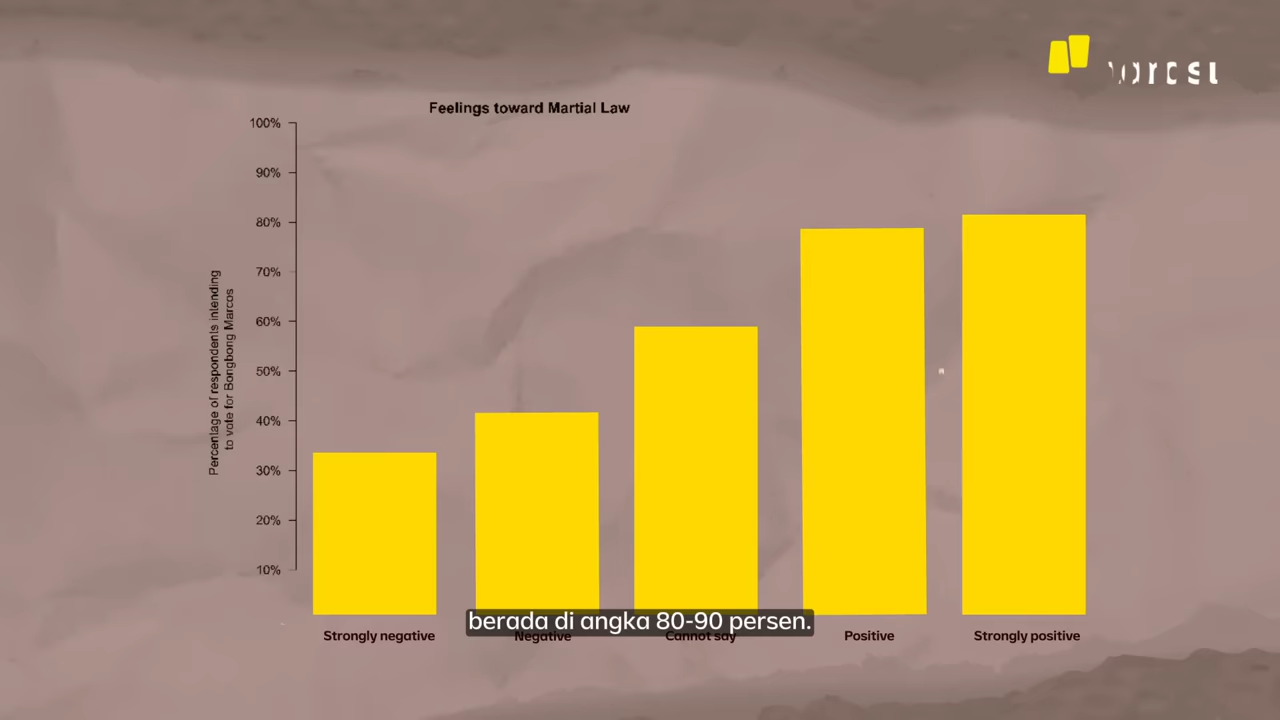 Feelings toward Martial Law
100%
90%
80%
70%
60%
50%
40%
30%
20%
10%
Percentage of respondents intending
to vote for Bongbong Marcos
berada di angka 80-90 persen.
Strongly negative
Negative
Cannot say
Positive
Strongly positive